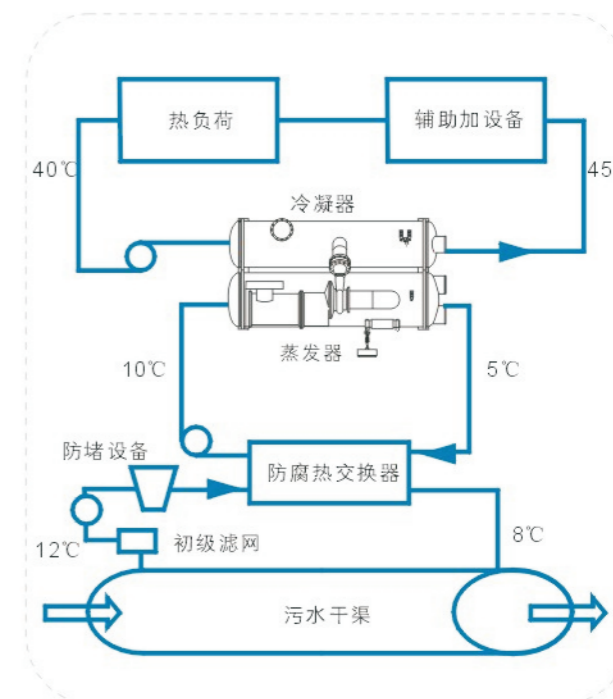 热负荷
辅助加设备
40℃
45
冷凝器
蒸发器
10℃
5℃
防堵设备
防腐热交换器
12℃
初级滤网
8℃
污水干渠